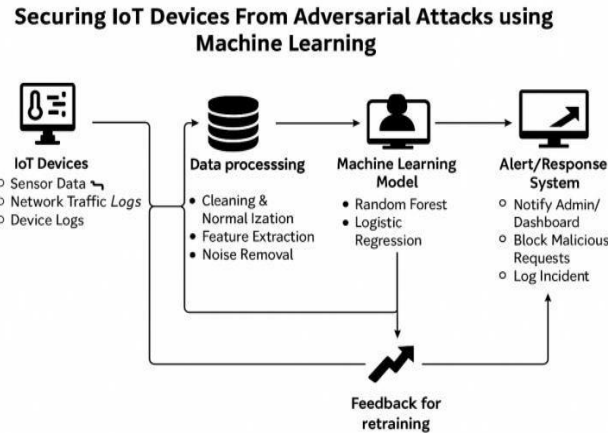 Securing IoT Devices From Adversarial Attacks using
Machine Learning
IoT Devices
Sensor Data
Network Traffic Logs
Device Logs
Data processsing
Cleaning &
Normal Ization
Feature Extraction
Noise Removal
Machine Learning
Model
Random Forest
Logistic
Regression
Alert/Response
System
Notify Admin/
Dashboard
Block Malicious
Requests
Log Incident
Feedback for
retraining